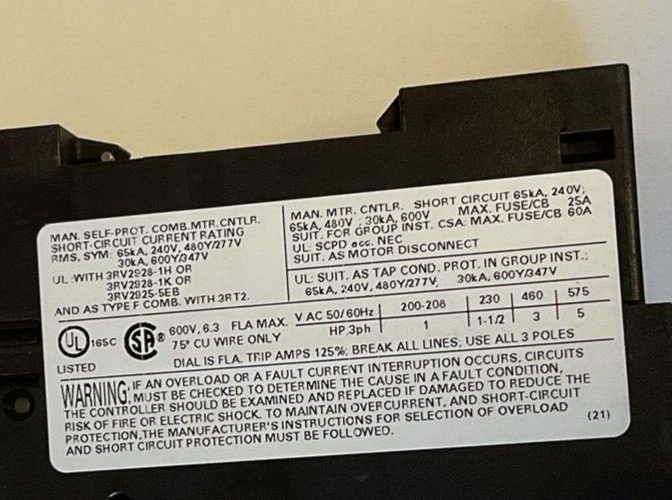 MAN. SELF-PROT. COMB.MTR.CNTLR.
SHORT-CIRCUIT CURRENT RATING
RMS, SYM: 65kA, 240V, 480Y/277V
30kA, 600Y/347V
UL :WITH 3RV2928-1H OR
3RV2928-1K OR
3RV2925-5EB
AND AS TYPE F COMB. WITH 3RT2.
MAN. MTR. CNTLR. SHORT CIRCUIT 65kA, 240V;
65kA, 480V ; 30kA, 600V MAX. FUSE/CB 25A
SUIT. FOR GROUP INST. CSA: MAX. FUSE/CB 60A
UL: SCPD acc. NEC
SUIT. AS MOTOR DISCONNECT
UL: SUIT. AS TAP COND. PROT. IN GROUP INST.:
65kA, 240V, 480Y/277V, 30kA, 600Y/347V
UL 165C
LISTED
SA ®
600V, 6.3 FLA MAX.
75° CU WIRE ONLY
V AC 50/60Hz 200-208 230 460 575
HP.3ph 1 1-1/2 3 5
DIAL IS FLA. TRIP AMPS 125%; BREAK ALL LINES; USE ALL 3 POLES
WARNING: IF AN OVERLOAD OR A FAULT CURRENT INTERRUPTION OCCURS, CIRCUITS
MUST BE CHECKED TO DETERMINE THE CAUSE IN A FAULT CONDITION,
THE CONTROLLER SHOULD BE EXAMINED AND REPLACED IF DAMAGED TO REDUCE THE
RISK OF FIRE OR ELECTRIC SHOCK. TO MAINTAIN OVERCURRENT, AND SHORT-CIRCUIT
PROTECTION,THE MANUFACTURER'S INSTRUCTIONS FOR SELECTION OF OVERLOAD
AND SHORT CIRCUIT PROTECTION MUST BE FOLLOWED.
(21)